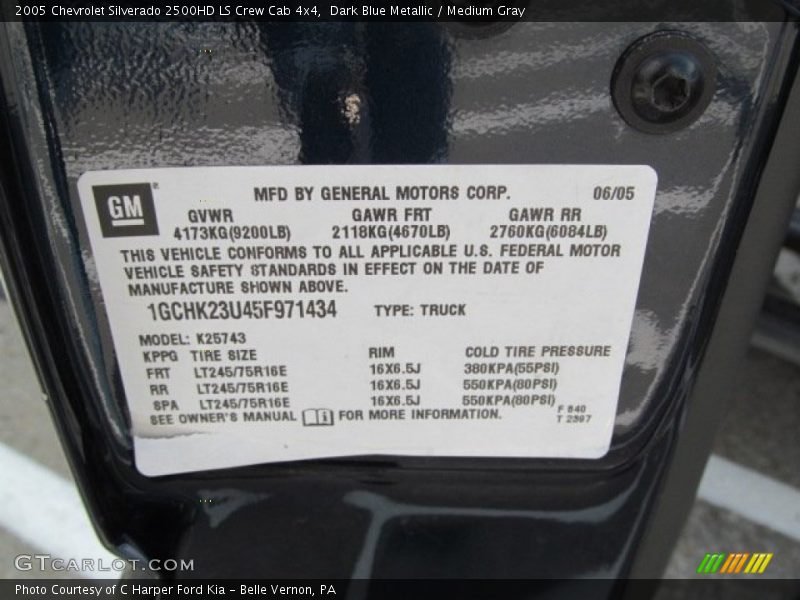 2005 Chevrolet Silverado 2500HD LS Crew Cab 4x4, Dark Blue Metallic / Medium Gray
GM
MFD BY GENERAL MOTORS CORP. 06/05
GVWR GAWR FRT GAWR RR
4173KG(9200LB) 2118KG(4670LB) 2760KG(6084LB)
THIS VEHICLE CONFORMS TO ALL APPLICABLE U.S. FEDERAL MOTOR
VEHICLE SAFETY STANDARDS IN EFFECT ON THE DATE OF
MANUFACTURE SHOWN ABOVE.
1GCHK23U45F971434 TYPE: TRUCK
MODEL: K25743
KPPG TIRE SIZE RIM COLD TIRE PRESSURE
FRT LT245/75R16E 16X6.5J 380KPA(55PSI)
RR LT245/75R16E 16X6.5J 550KPA(80PSI)
SPA LT245/75R16E 16X6.5J 550KPA(80PSI)
SEE OWNER'S MANUAL FOR MORE INFORMATION.
F 840
T 2397
GTcarlot.com
Photo Courtesy of C Harper Ford Kia - Belle Vernon, PA